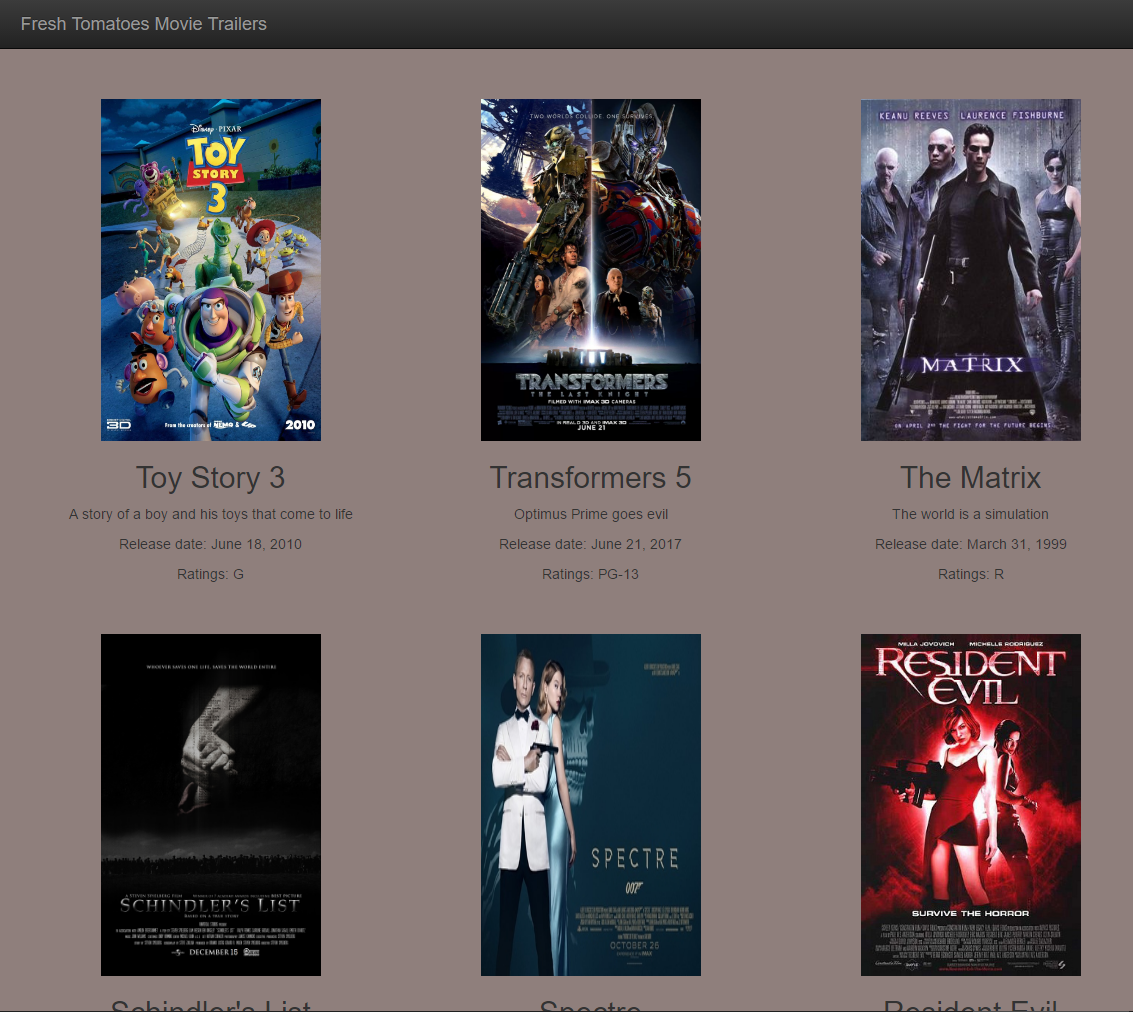 Fresh Tomatoes Movie Trailers
Disney · PIXAR
TOY
STORY
3
3D
From the creators of NEMO & Cars
2010
TWO WORLDS COLLIDE. ONE SURVIVES.
TRANSFORMERS
THE LAST KNIGHT
FILMED WITH IMAX 3D CAMERAS
IN REAL D 3D AND IMAX 3D
JUNE 21
KEANU REEVES LAURENCE FISHBURNE
THE
MATRIX
ON APRIL 2ND THE FIGHT FOR THE FUTURE BEGINS...
Toy Story 3
A story of a boy and his toys that come to life
Release date: June 18, 2010
Ratings: G
Transformers 5
Optimus Prime goes evil
Release date: June 21, 2017
Ratings: PG-13
The Matrix
The world is a simulation
Release date: March 31, 1999
Ratings: R
WHOEVER SAVES ONE LIFE, SAVES THE WORLD ENTIRE
A STEVEN SPIELBERG FILM
BEST PICTURE
SCHINDLER'S LIST
BASED ON A TRUE STORY
DECEMBER 16
SPECTRE
007
OCTOBER 26
MILLA JOVOVICH MICHELLE RODRIGUEZ
RESIDENT
EVIL
SURVIVE THE HORROR
Schindler's List
Spectre
Resident Evil